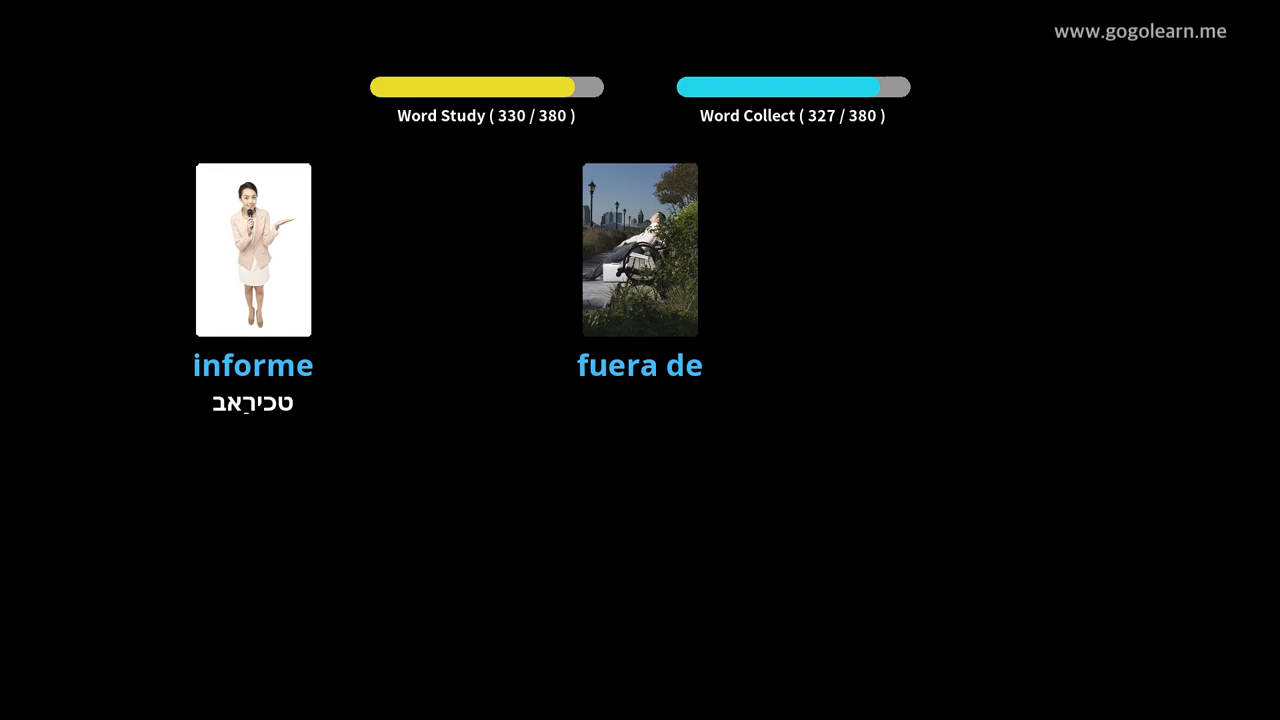 www.gogolearn.me
Word Study ( 330 / 380 )
Word Collect ( 327 / 380 )
informe
טכירַאב
fuera de